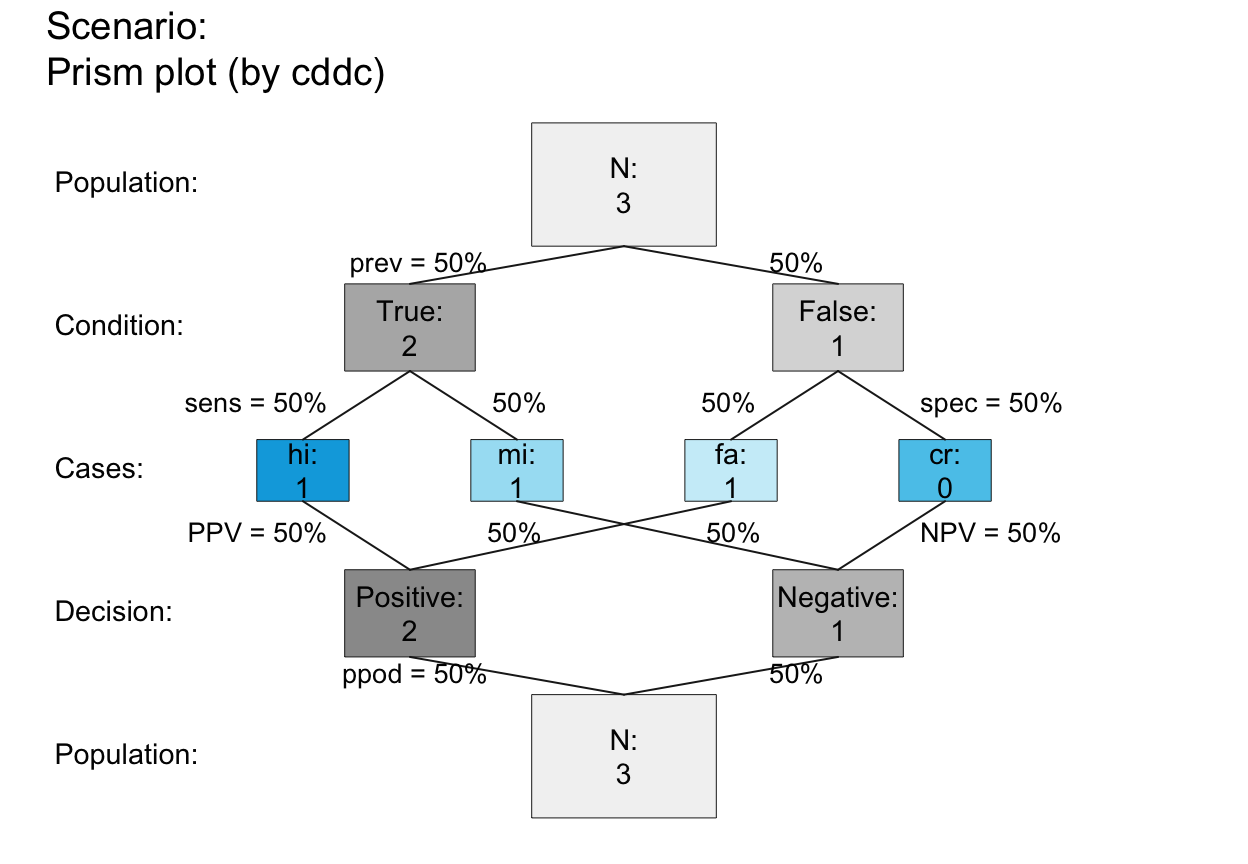 Scenario:
Prism plot (by cddc)
Population:
N:
3
prev = 50%
50%
Condition:
True:
2
False:
1
sens = 50%
50%
50%
spec = 50%
Cases:
hi:
1
mi:
1
fa:
1
cr:
0
PPV = 50%
50%
50%
NPV = 50%
Decision:
Positive:
2
Negative:
1
ppod = 50%
50%
Population:
N:
3